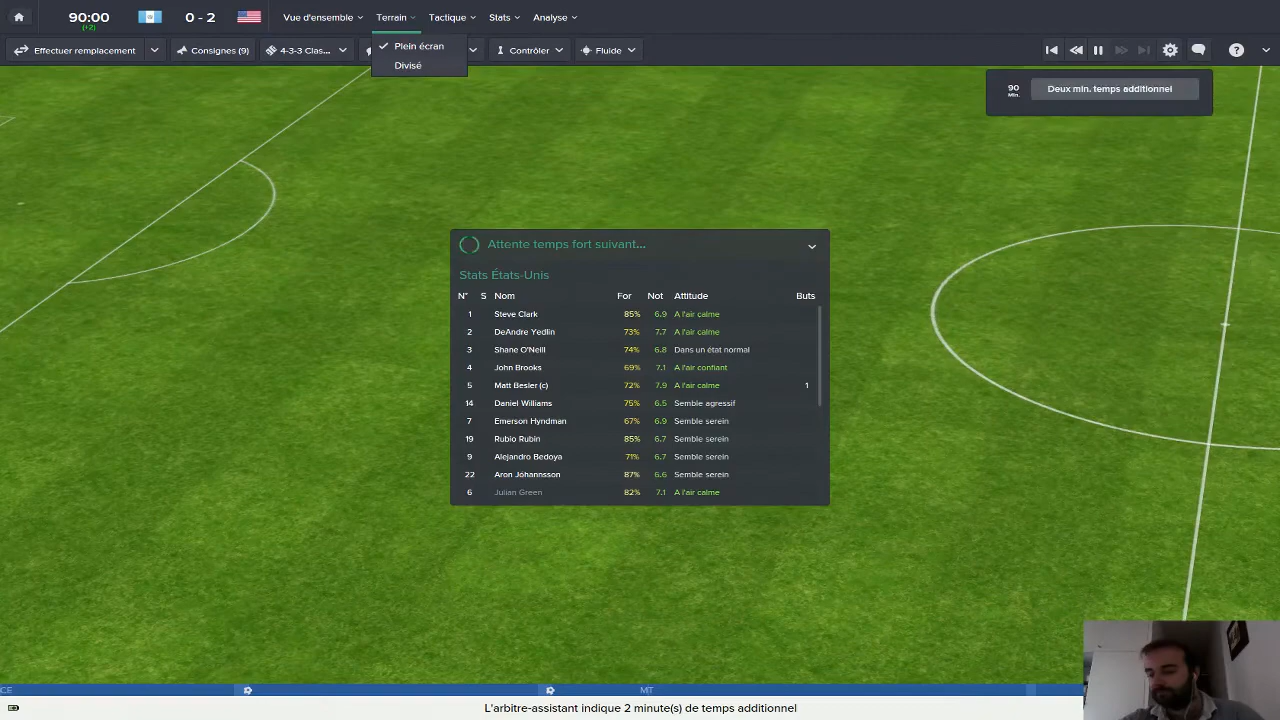 90:00
(+2)
0 - 2
Vue d'ensemble
Terrain
Tactique
Stats
Analyse
Effectuer remplacement
Consignes (9)
4-3-3 Clas...
Contrôler
Fluide
Plein écran
Divisé
90
Min.
Deux min. temps additionnel
Attente temps fort suivant...
Stats États-Unis
N° S Nom For Not Attitude Buts
1 Steve Clark 85% 6.9 A l'air calme
2 DeAndre Yedlin 73% 7.7 A l'air calme
3 Shane O'Neill 74% 6.8 Dans un état normal
4 John Brooks 69% 7.1 A l'air confiant
5 Matt Besler (c) 72% 7.9 A l'air calme 1
14 Daniel Williams 75% 6.5 Semble agressif
7 Emerson Hyndman 67% 6.9 Semble serein
19 Rubio Rubin 85% 6.7 Semble serein
9 Alejandro Bedoya 71% 6.7 Semble serein
22 Aron Jóhannsson 87% 6.6 Semble serein
6 Julian Green 82% 7.1 A l'air calme
CE
MiT
L'arbitre-assistant indique 2 minute(s) de temps additionnel